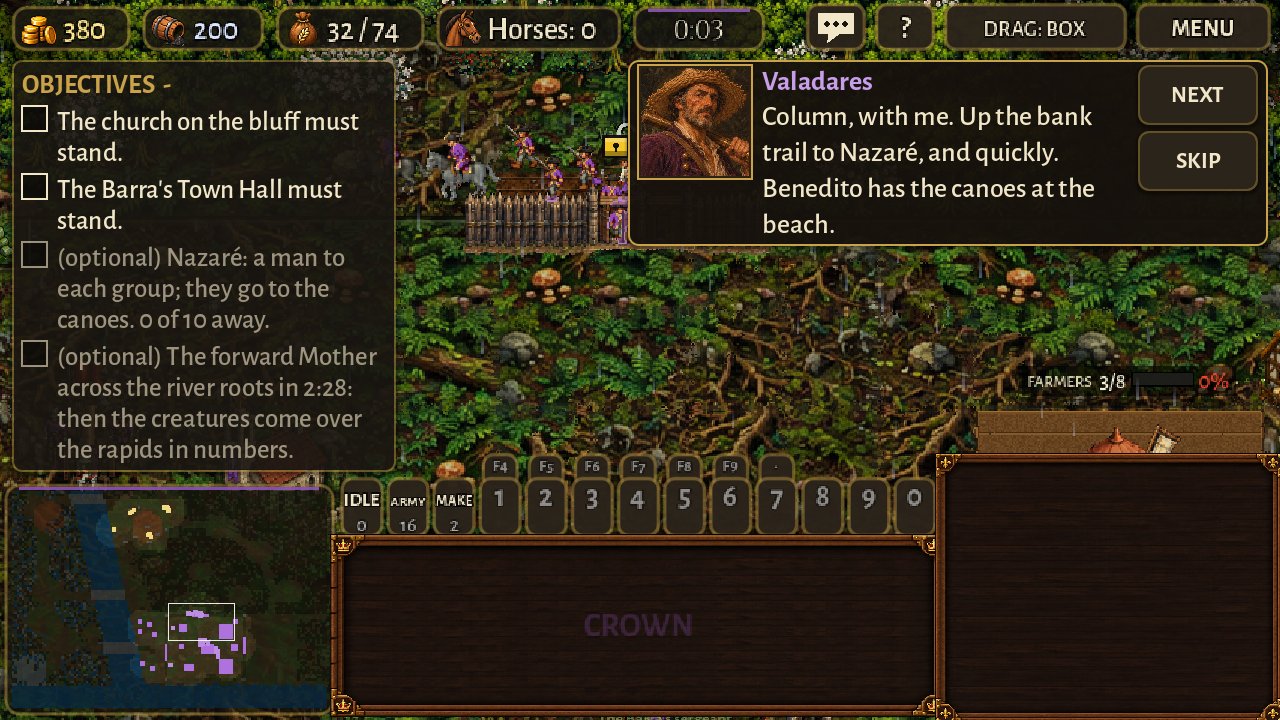 380
200
32 / 74
Horses: 0
0:03
?
DRAG: BOX
MENU
OBJECTIVES -
The church on the bluff must
stand.
The Barra's Town Hall must
stand.
(optional) Nazaré: a man to
each group; they go to the
canoes. 0 of 10 away.
(optional) The forward Mother
across the river roots in 2:28:
then the creatures come over
the rapids in numbers.
Valadares
Column, with me. Up the bank
trail to Nazaré, and quickly.
Benedito has the canoes at the
beach.
NEXT
SKIP
FARMERS 3/8
0%
F4 F5 F6 F7 F8 F9 .
IDLE ARMY MAKE 1 2 3 4 5 6 7 8 9 0
0 16 2
CROWN